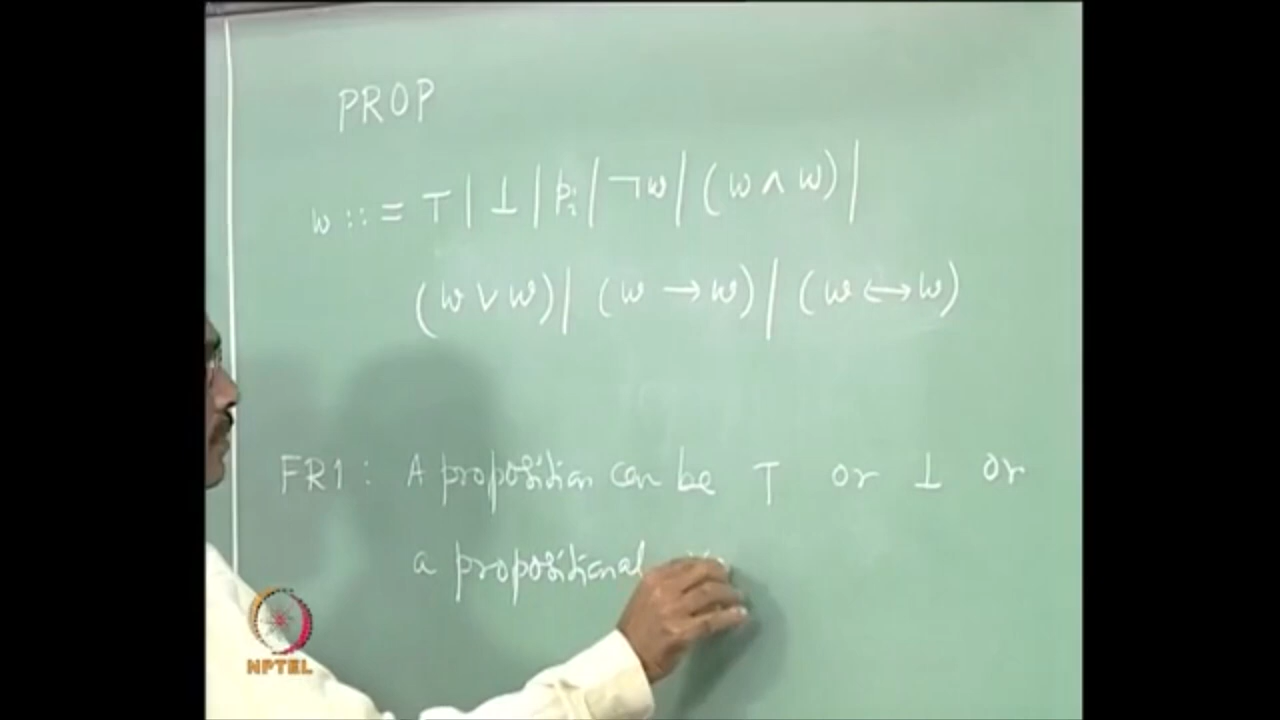 PROP
w ::= ⊤ | ⊥ | pᵢ | ¬w | (w ∧ w) |
(w ∨ w) | (w → w) | (w ↔ w)
FR1 : A proposition can be ⊤ or ⊥ or
a propositional
NPTEL